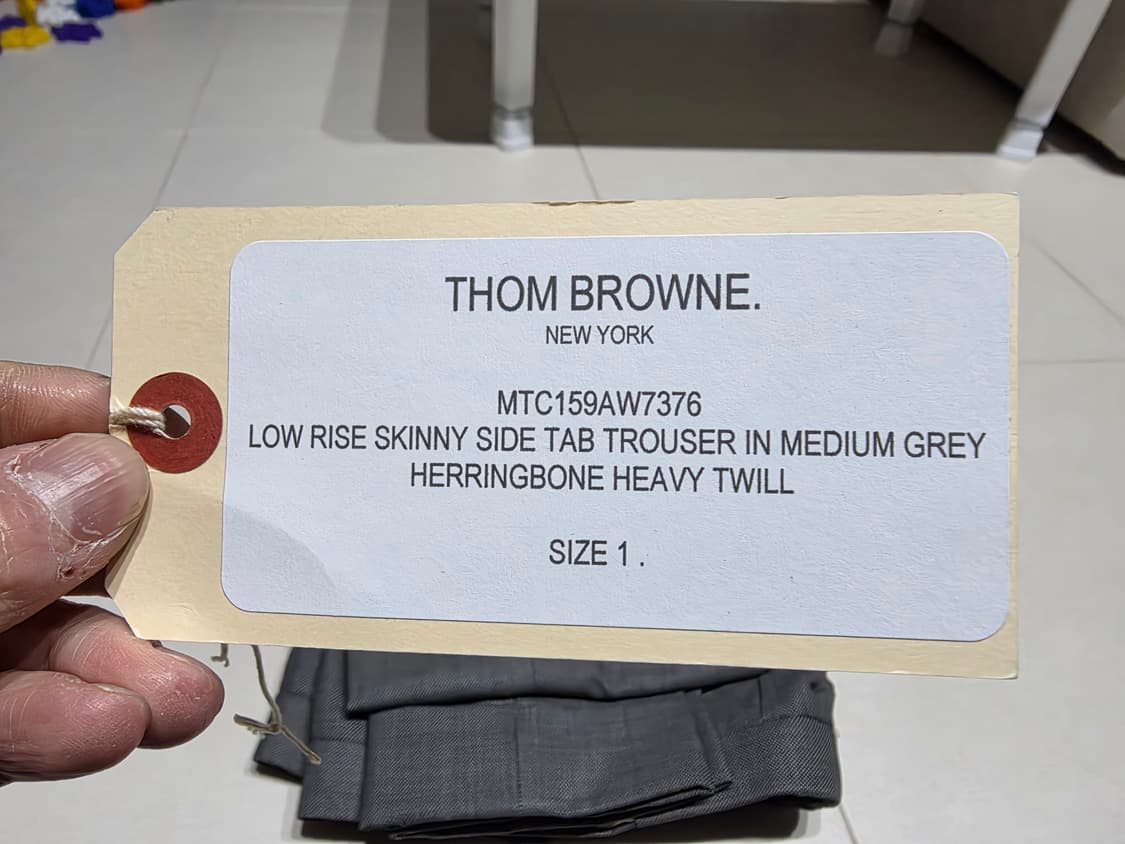 THOM BROWNE.
NEW YORK
MTC159AW7376
LOW RISE SKINNY SIDE TAB TROUSER IN MEDIUM GREY
HERRINGBONE HEAVY TWILL
SIZE 1 .